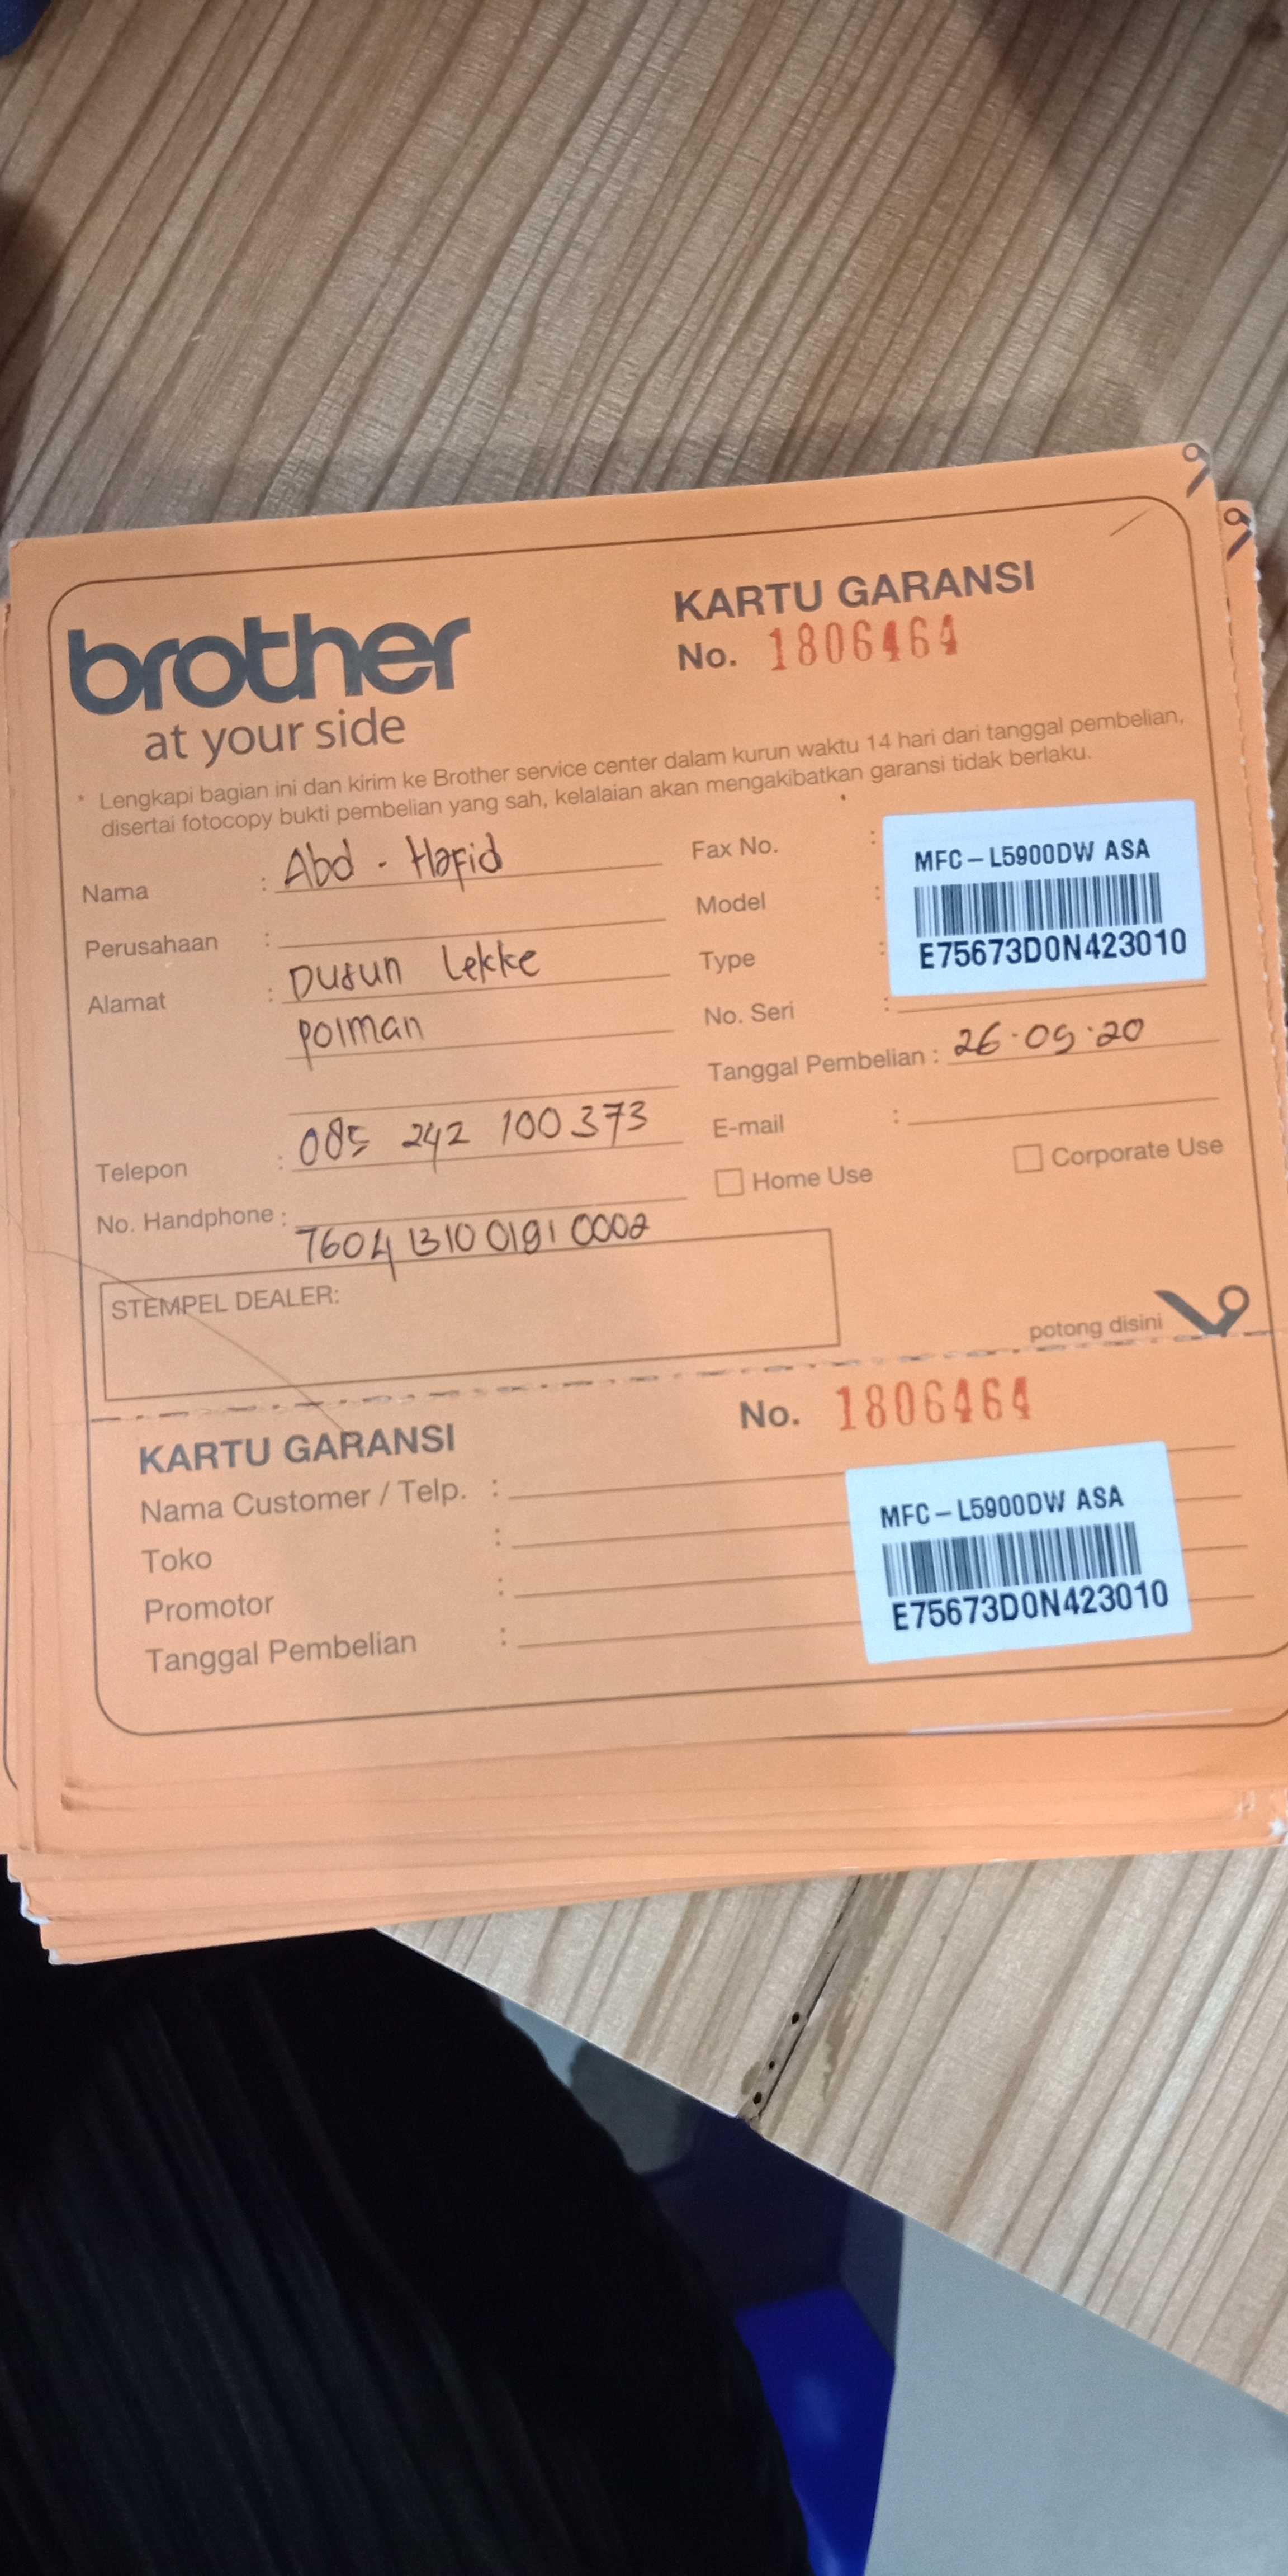 brother
at your side
KARTU GARANSI
No. 1806464
* Lengkapi bagian ini dan kirim ke Brother service center dalam kurun waktu 14 hari dari tanggal pembelian,
disertai fotocopy bukti pembelian yang sah, kelalaian akan mengakibatkan garansi tidak berlaku.
Nama : Abd . Hafid
Perusahaan :
Alamat : Dusun Lekke
polman
Telepon : 085 242 100 373
No. Handphone :
7604 1310 0191 0002
Fax No. :
Model :
Type :
MFC-L5900DW ASA
E75673D0N423010
No. Seri :
Tanggal Pembelian : 26.09.20
E-mail :
Home Use Corporate Use
STEMPEL DEALER:
potong disini
KARTU GARANSI
No. 1806464
Nama Customer / Telp. :
Toko :
Promotor :
Tanggal Pembelian :
MFC-L5900DW ASA
E75673D0N423010